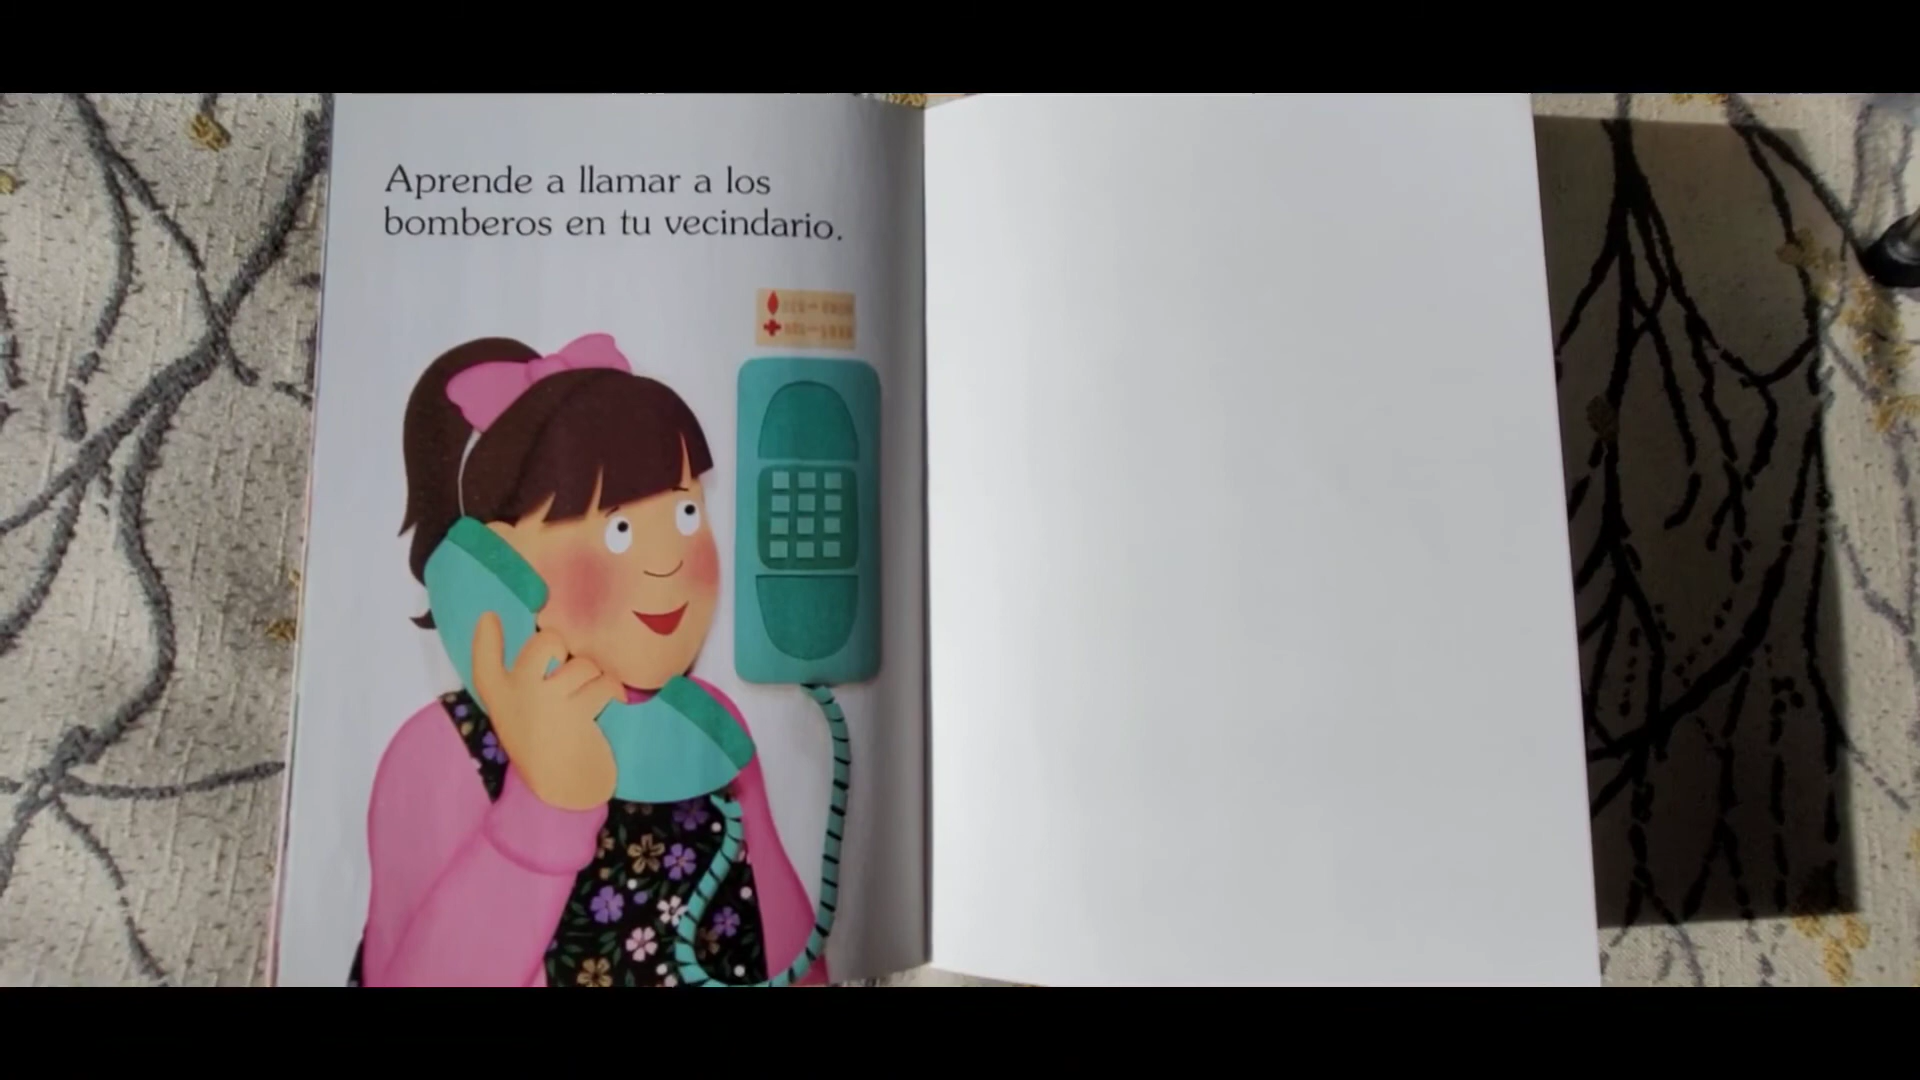 Aprende a llamar a los
bomberos en tu vecindario.